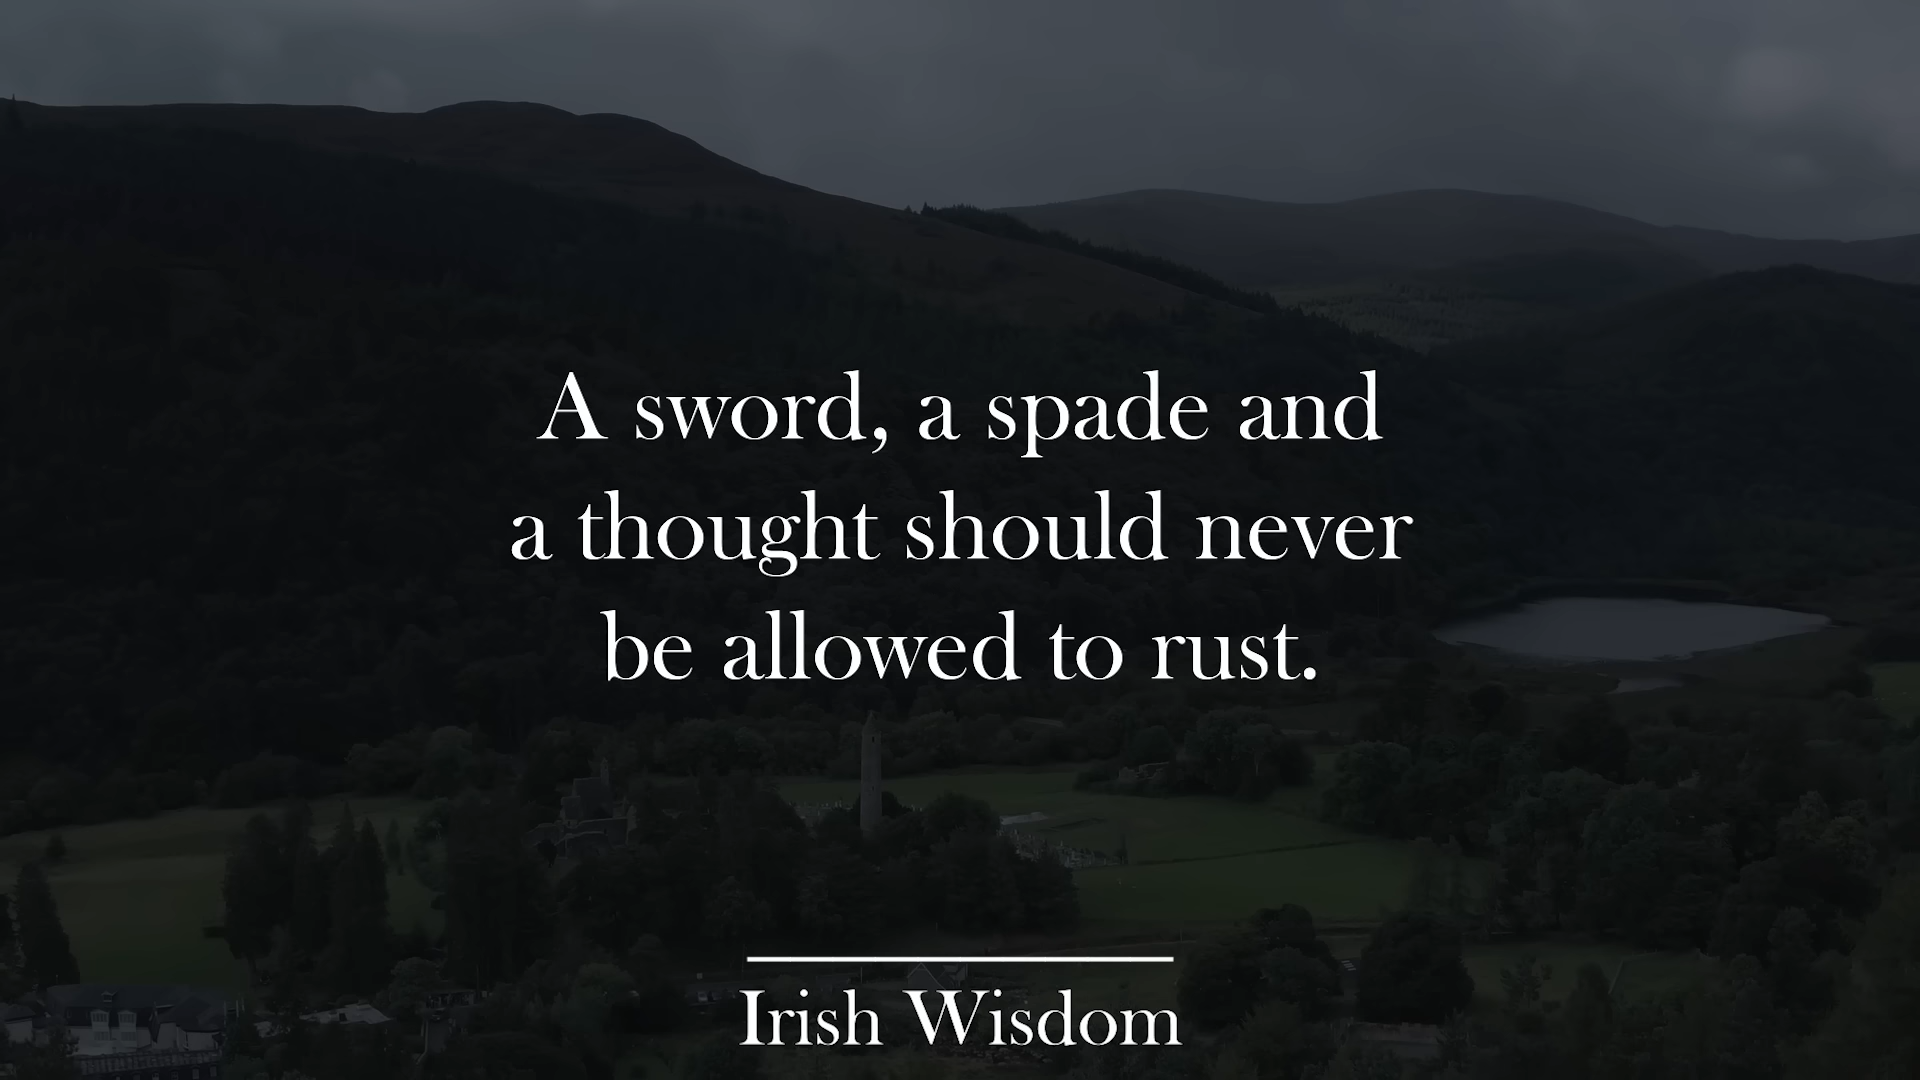 A sword, a spade and
a thought should never
be allowed to rust.
Irish Wisdom